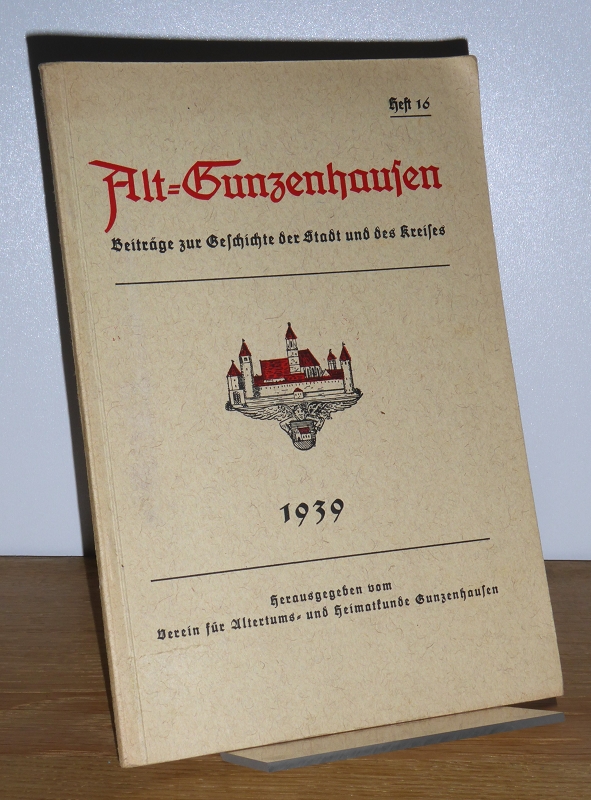 Heft 16
Alt=Gunzenhausen
Beiträge zur Geschichte der Stadt und des Kreises
1939
Herausgegeben vom
Verein für Altertums- und Heimatkunde Gunzenhausen